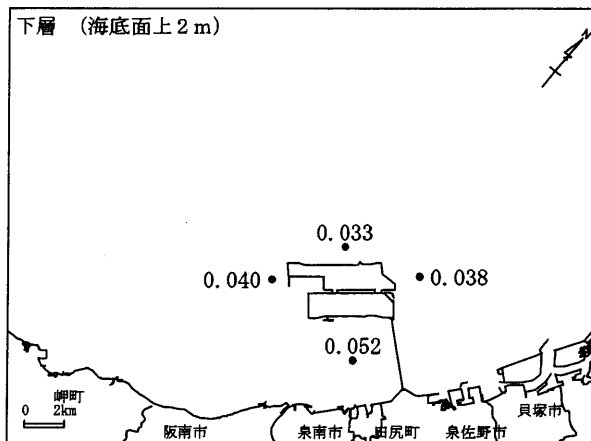 下層 （海底面上２ｍ）
N
0.033
0.040
0.038
0.052
岬町
0 2km
阪南市
泉南市
田尻町
泉佐野市
貝塚市